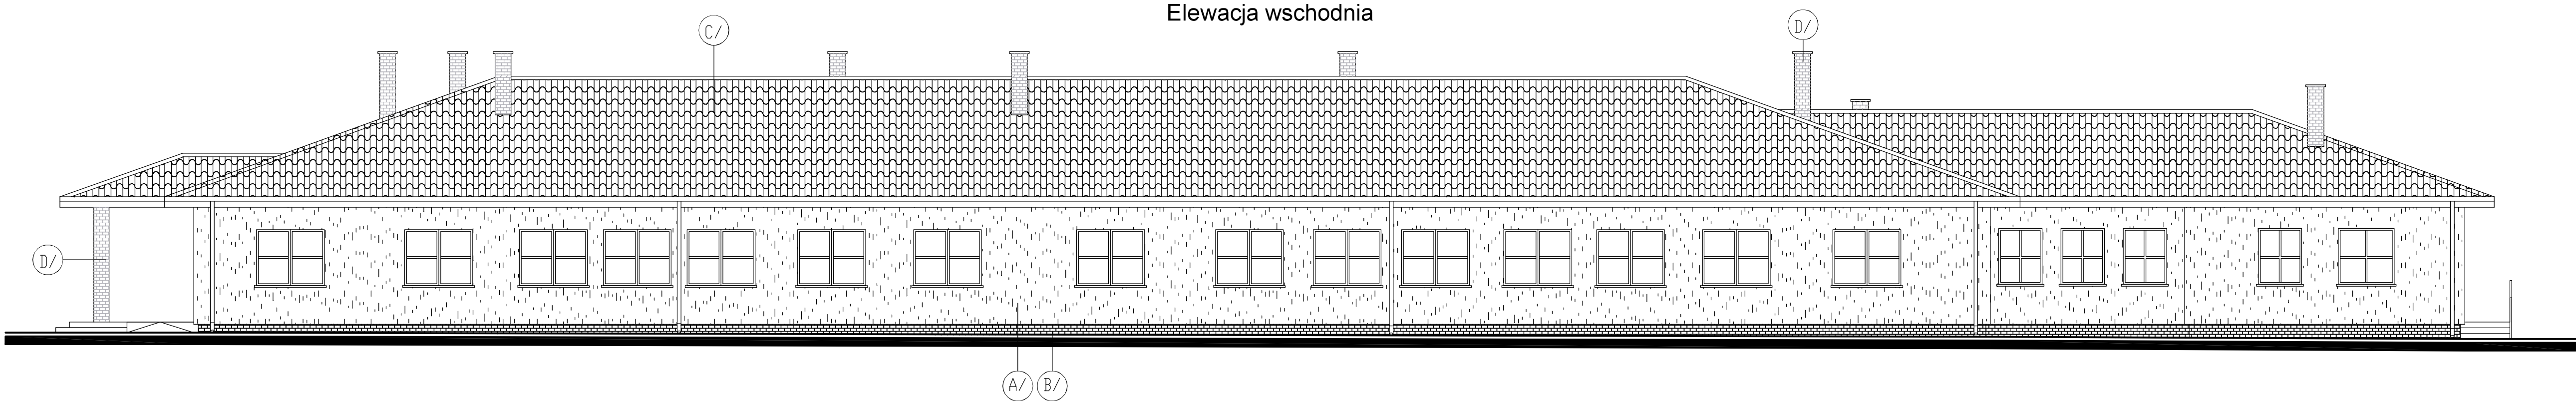 Elewacja wschodnia
C/
D/
D/
A/
B/